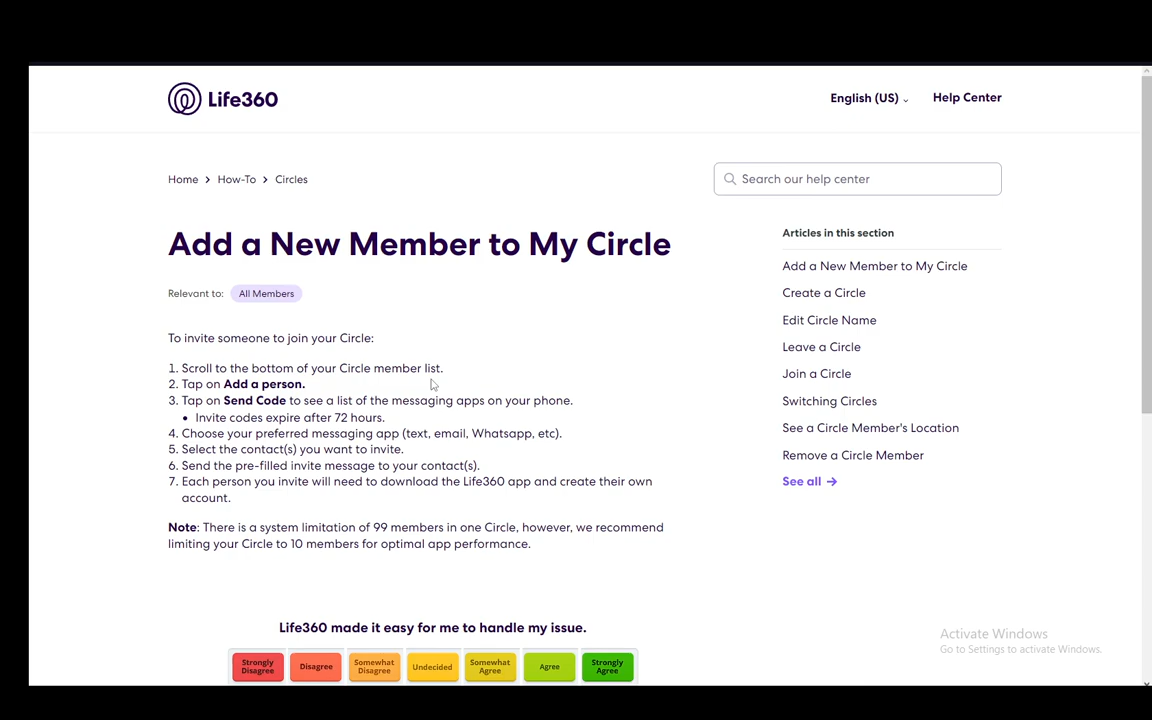 Life360
English (US)
Help Center
Home > How-To > Circles
Search our help center
Add a New Member to My Circle
Relevant to: All Members
To invite someone to join your Circle:
1. Scroll to the bottom of your Circle member list.
2. Tap on Add a person.
3. Tap on Send Code to see a list of the messaging apps on your phone.
• Invite codes expire after 72 hours.
4. Choose your preferred messaging app (text, email, Whatsapp, etc).
5. Select the contact(s) you want to invite.
6. Send the pre-filled invite message to your contact(s).
7. Each person you invite will need to download the Life360 app and create their own
account.
Note: There is a system limitation of 99 members in one Circle, however, we recommend
limiting your Circle to 10 members for optimal app performance.
Articles in this section
Add a New Member to My Circle
Create a Circle
Edit Circle Name
Leave a Circle
Join a Circle
Switching Circles
See a Circle Member's Location
Remove a Circle Member
See all →
Life360 made it easy for me to handle my issue.
Strongly
Disagree
Disagree
Somewhat
Disagree
Undecided
Somewhat
Agree
Agree
Strongly
Agree
Activate Windows
Go to Settings to activate Windows.